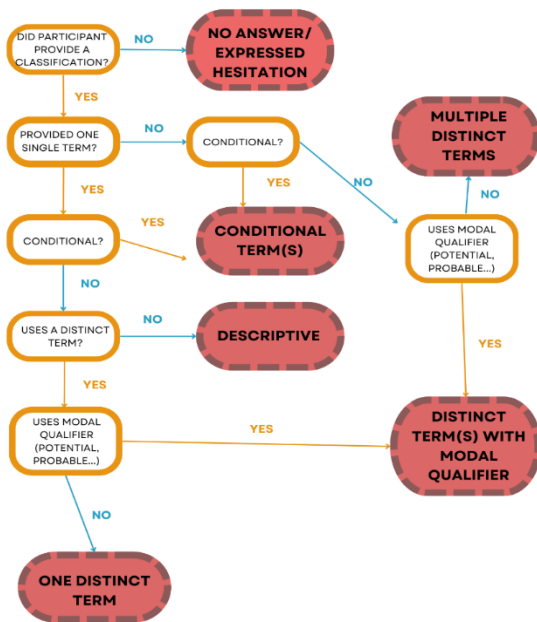 DID PARTICIPANT
PROVIDE A
CLASSIFICATION?
NO
NO ANSWER/
EXPRESSED
HESITATION
YES
PROVIDED ONE
SINGLE TERM?
NO
CONDITIONAL?
MULTIPLE
DISTINCT
TERMS
YES
YES
NO
NO
CONDITIONAL?
YES
CONDITIONAL
TERM(S)
USES MODAL
QUALIFIER
(POTENTIAL,
PROBABLE...)
NO
USES A DISTINCT
TERM?
NO
DESCRIPTIVE
YES
YES
USES MODAL
QUALIFIER
(POTENTIAL,
PROBABLE...)
YES
DISTINCT
TERM(S) WITH
MODAL
QUALIFIER
NO
ONE DISTINCT
TERM